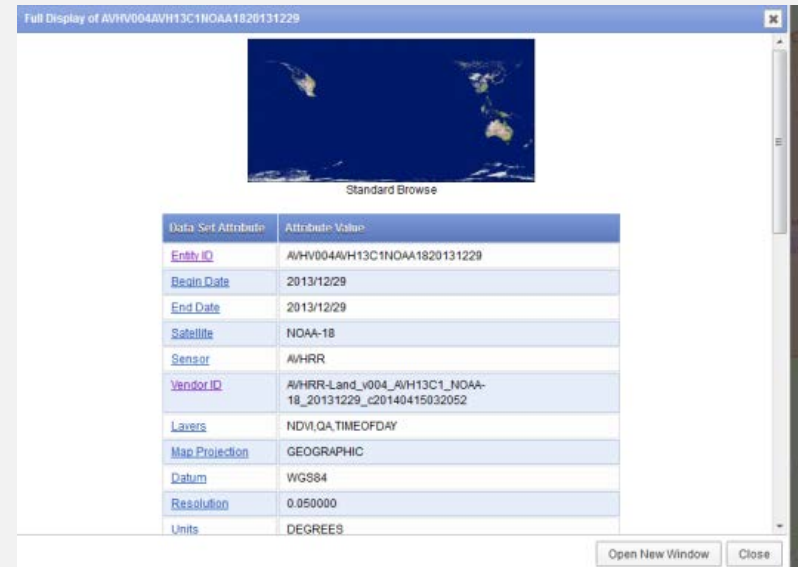 Full Display of AVHV004AVH13C1NOAA1820131229
Standard Browse
Data Set Attribute Attribute Value
Entity ID AVHV004AVH13C1NOAA1820131229
Begin Date 2013/12/29
End Date 2013/12/29
Satellite NOAA-18
Sensor AVHRR
Vendor ID AVHRR-Land_v004_AVH13C1_NOAA-
18_20131229_c20140415032052
Layers NDVI,QA,TIMEOFDAY
Map Projection GEOGRAPHIC
Datum WGS84
Resolution 0.050000
Units DEGREES
Open New Window Close